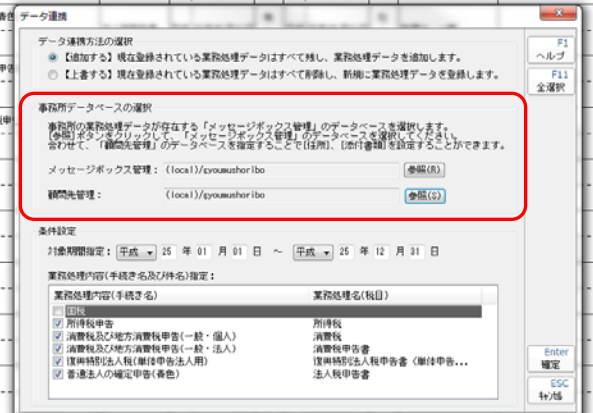 データ連携
データ連携方法の選択
【追加する】現在登録されている業務処理データはすべて残し、業務処理データを追加します。
【上書する】現在登録されている業務処理データはすべて削除し、新規に業務処理データを登録します。
事務所データベースの選択
事務所の業務処理データが存在する「メッセージボックス管理」のデータベースを選択します。
[参照]ボタンをクリックして、「メッセージボックス管理」のデータベースを選択してください。
合わせて、「顧問先管理」のデータベースを指定することで[住所]、[添付書類]を設定することができます。
メッセージボックス管理： (local)/gyoumushoribo 参照(R)
顧問先管理： (local)/gyoumushoribo 参照(S)
条件設定
対象期間指定： 平成 25 年 01 月 01 日 ～ 平成 25 年 12 月 31 日
業務処理内容(手続き名及び件名)指定：
業務処理内容(手続き名) 業務処理名(税目)
国税
所得税申告 所得税
消費税及び地方消費税申告(一般・個人) 消費税
消費税及び地方消費税申告(一般・法人) 消費税申告書
復興特別法人税(単体申告法人用) 復興特別法人税申告書（単体申告...
普通法人の確定申告(青色) 法人税申告書
F1
ヘルプ
F11
全選択
Enter
確定
ESC
ｷｬﾝｾﾙ